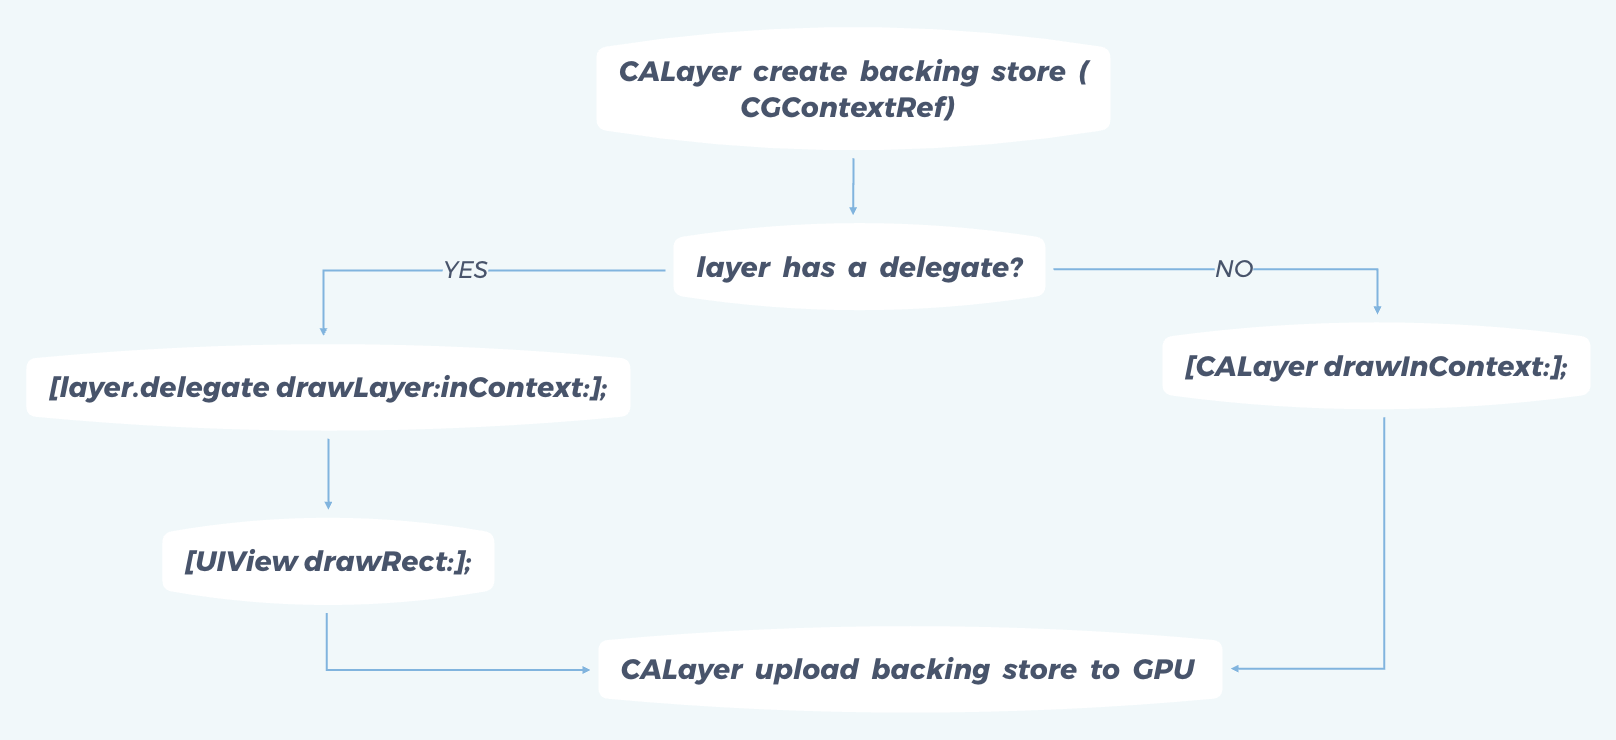 CALayer create backing store (
CGContextRef)
layer has a delegate?
YES
NO
[layer.delegate drawLayer:inContext:];
[CALayer drawInContext:];
[UIView drawRect:];
CALayer upload backing store to GPU